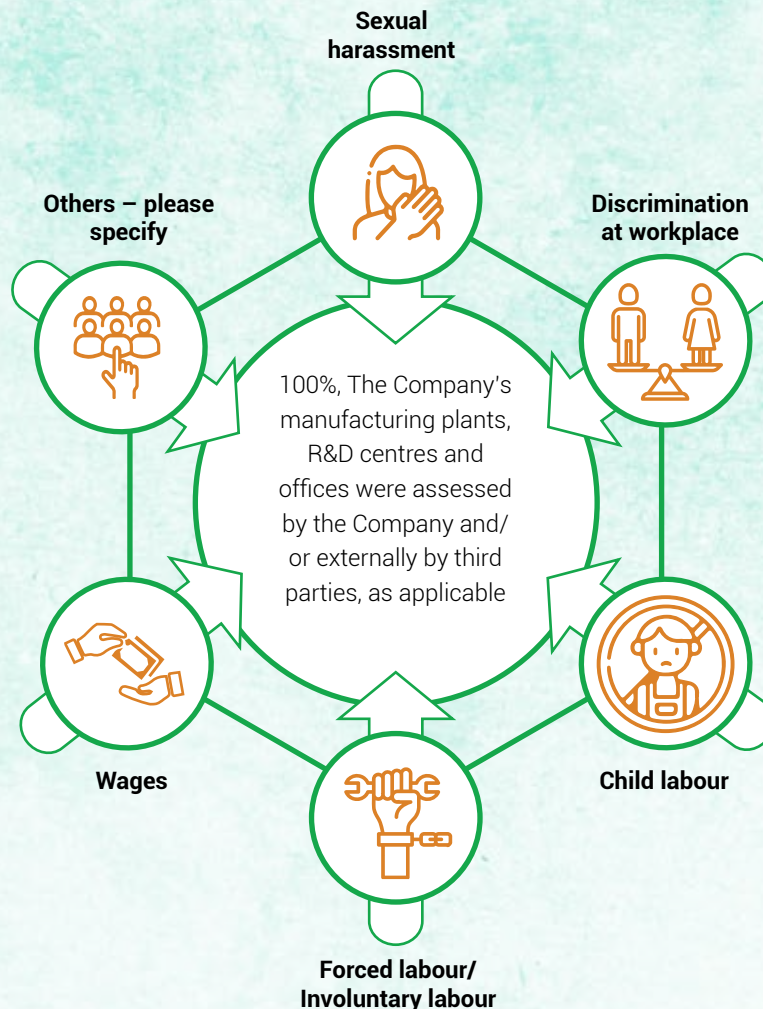 Sexual
harassment
Others – please
specify
Discrimination
at workplace
100%, The Company's
manufacturing plants,
R&D centres and
offices were assessed
by the Company and/
or externally by third
parties, as applicable
Wages
Child labour
Forced labour/
Involuntary labour